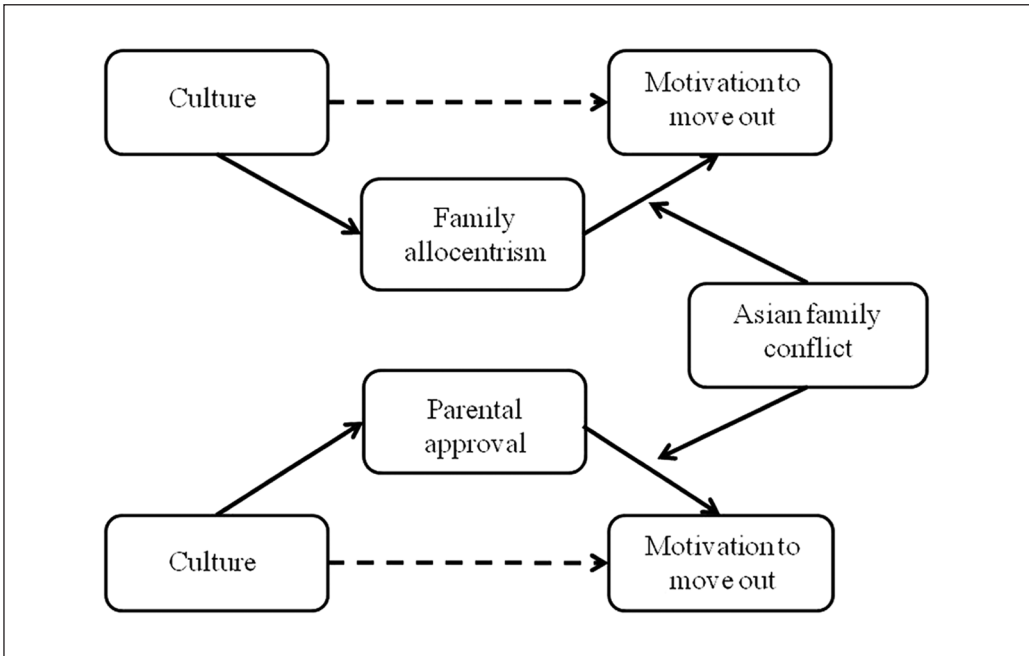 Culture
Motivation to
move out
Family
allocentrism
Asian family
conflict
Parental
approval
Culture
Motivation to
move out